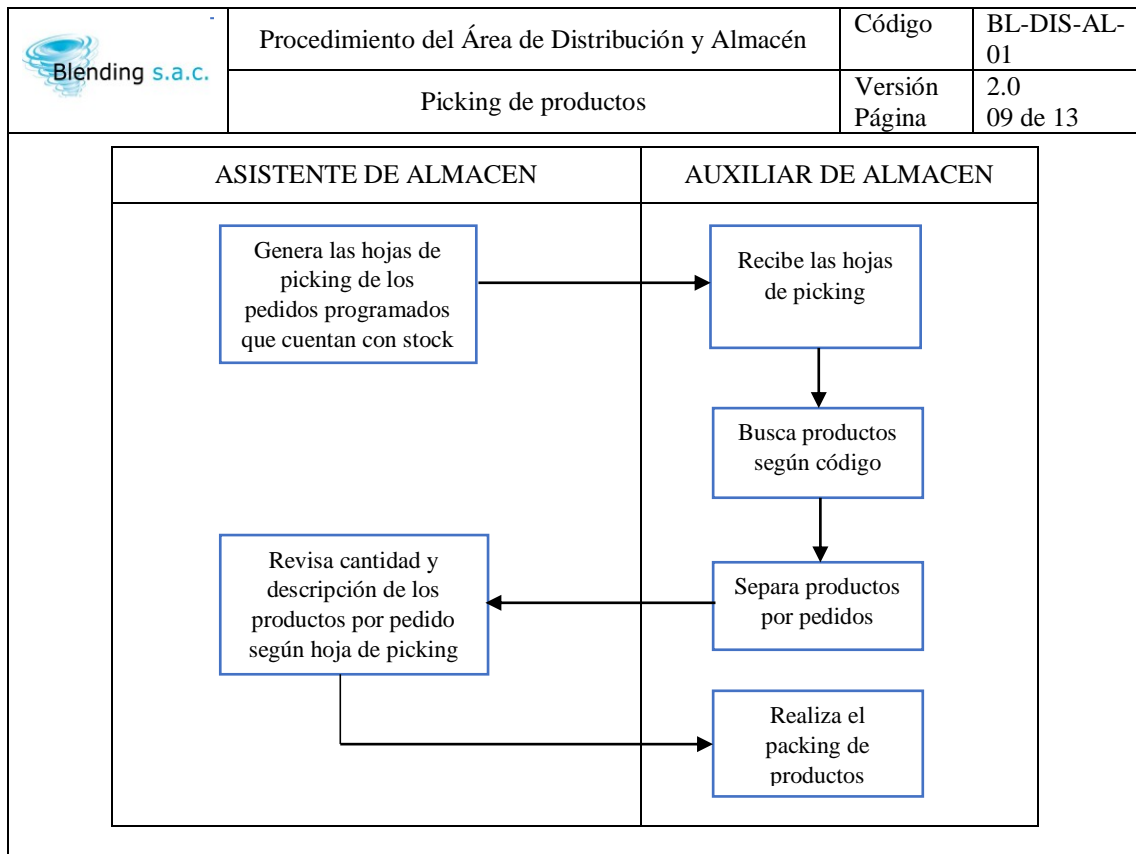 Blending s.a.c.
Procedimiento del Área de Distribución y Almacén
Código
BL-DIS-AL-
01
Picking de productos
Versión
2.0
Página
09 de 13
ASISTENTE DE ALMACEN
AUXILIAR DE ALMACEN
Genera las hojas de
picking de los
pedidos programados
que cuentan con stock
Recibe las hojas
de picking
Busca productos
según código
Separa productos
por pedidos
Revisa cantidad y
descripción de los
productos por pedido
según hoja de picking
Realiza el
packing de
productos